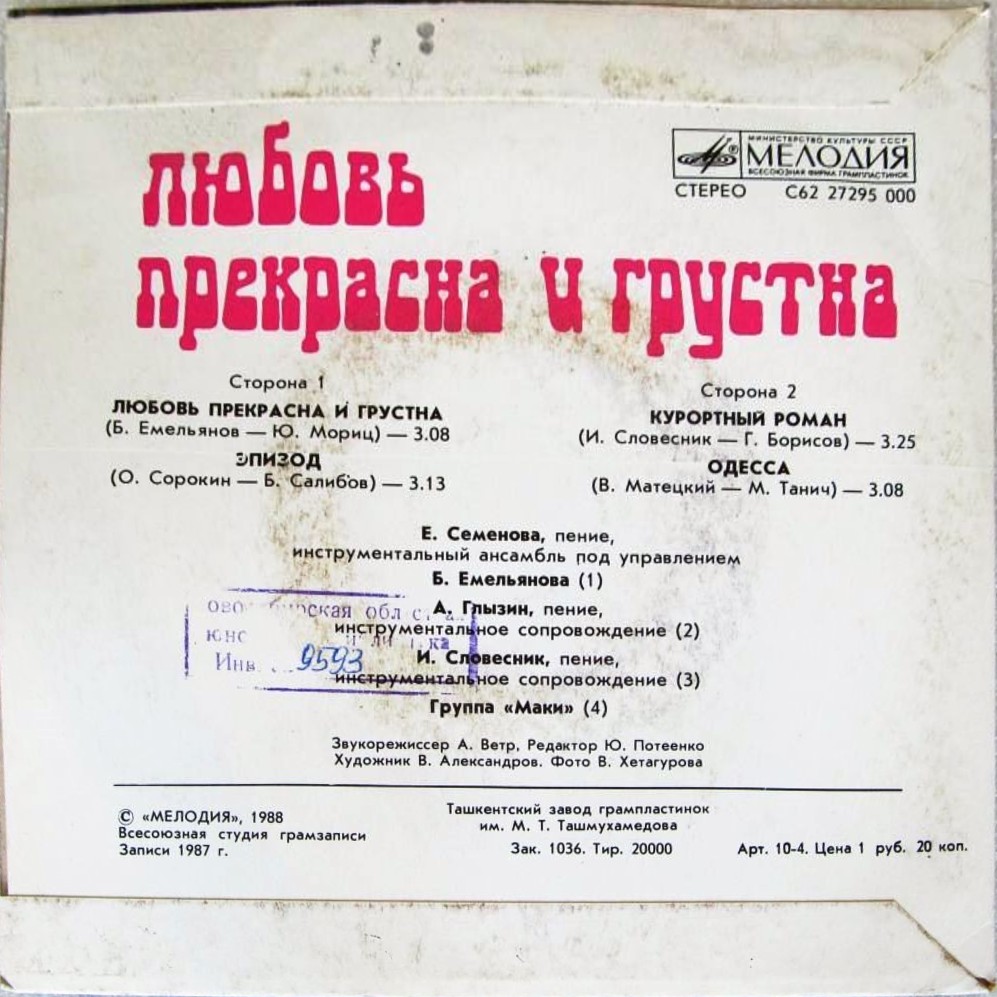 любовь
прекрасна и грустна
МИНИСТЕРСТВО КУЛЬТУРЫ СССР
МЕЛОДИЯ
ВСЕСОЮЗНАЯ ФИРМА ГРАМПЛАСТИНОК
СТЕРЕО С62 27295 000
Сторона 1
ЛЮБОВЬ ПРЕКРАСНА И ГРУСТНА
(Б. Емельянов — Ю. Мориц) — 3.08
ЭПИЗОД
(О. Сорокин — Б. Салибов) — 3.13
Сторона 2
КУРОРТНЫЙ РОМАН
(И. Словесник — Г. Борисов) — 3.25
ОДЕССА
(В. Матецкий — М. Танич) — 3.08
Е. Семенова, пение,
инструментальный ансамбль под управлением
Б. Емельянова (1)
А. Глызин, пение,
инструментальное сопровождение (2)
И. Словесник, пение,
инструментальное сопровождение (3)
Группа «Маки» (4)
обл
Инв. 9593
Звукорежиссер А. Ветр, Редактор Ю. Потеенко
Художник В. Александров. Фото В. Хетагурова
© «МЕЛОДИЯ», 1988
Всесоюзная студия грамзаписи
Записи 1987 г.
Ташкентский завод грампластинок
им. М. Т. Ташмухамедова
Зак. 1036. Тир. 20000
Арт. 10-4. Цена 1 руб. 20 коп.